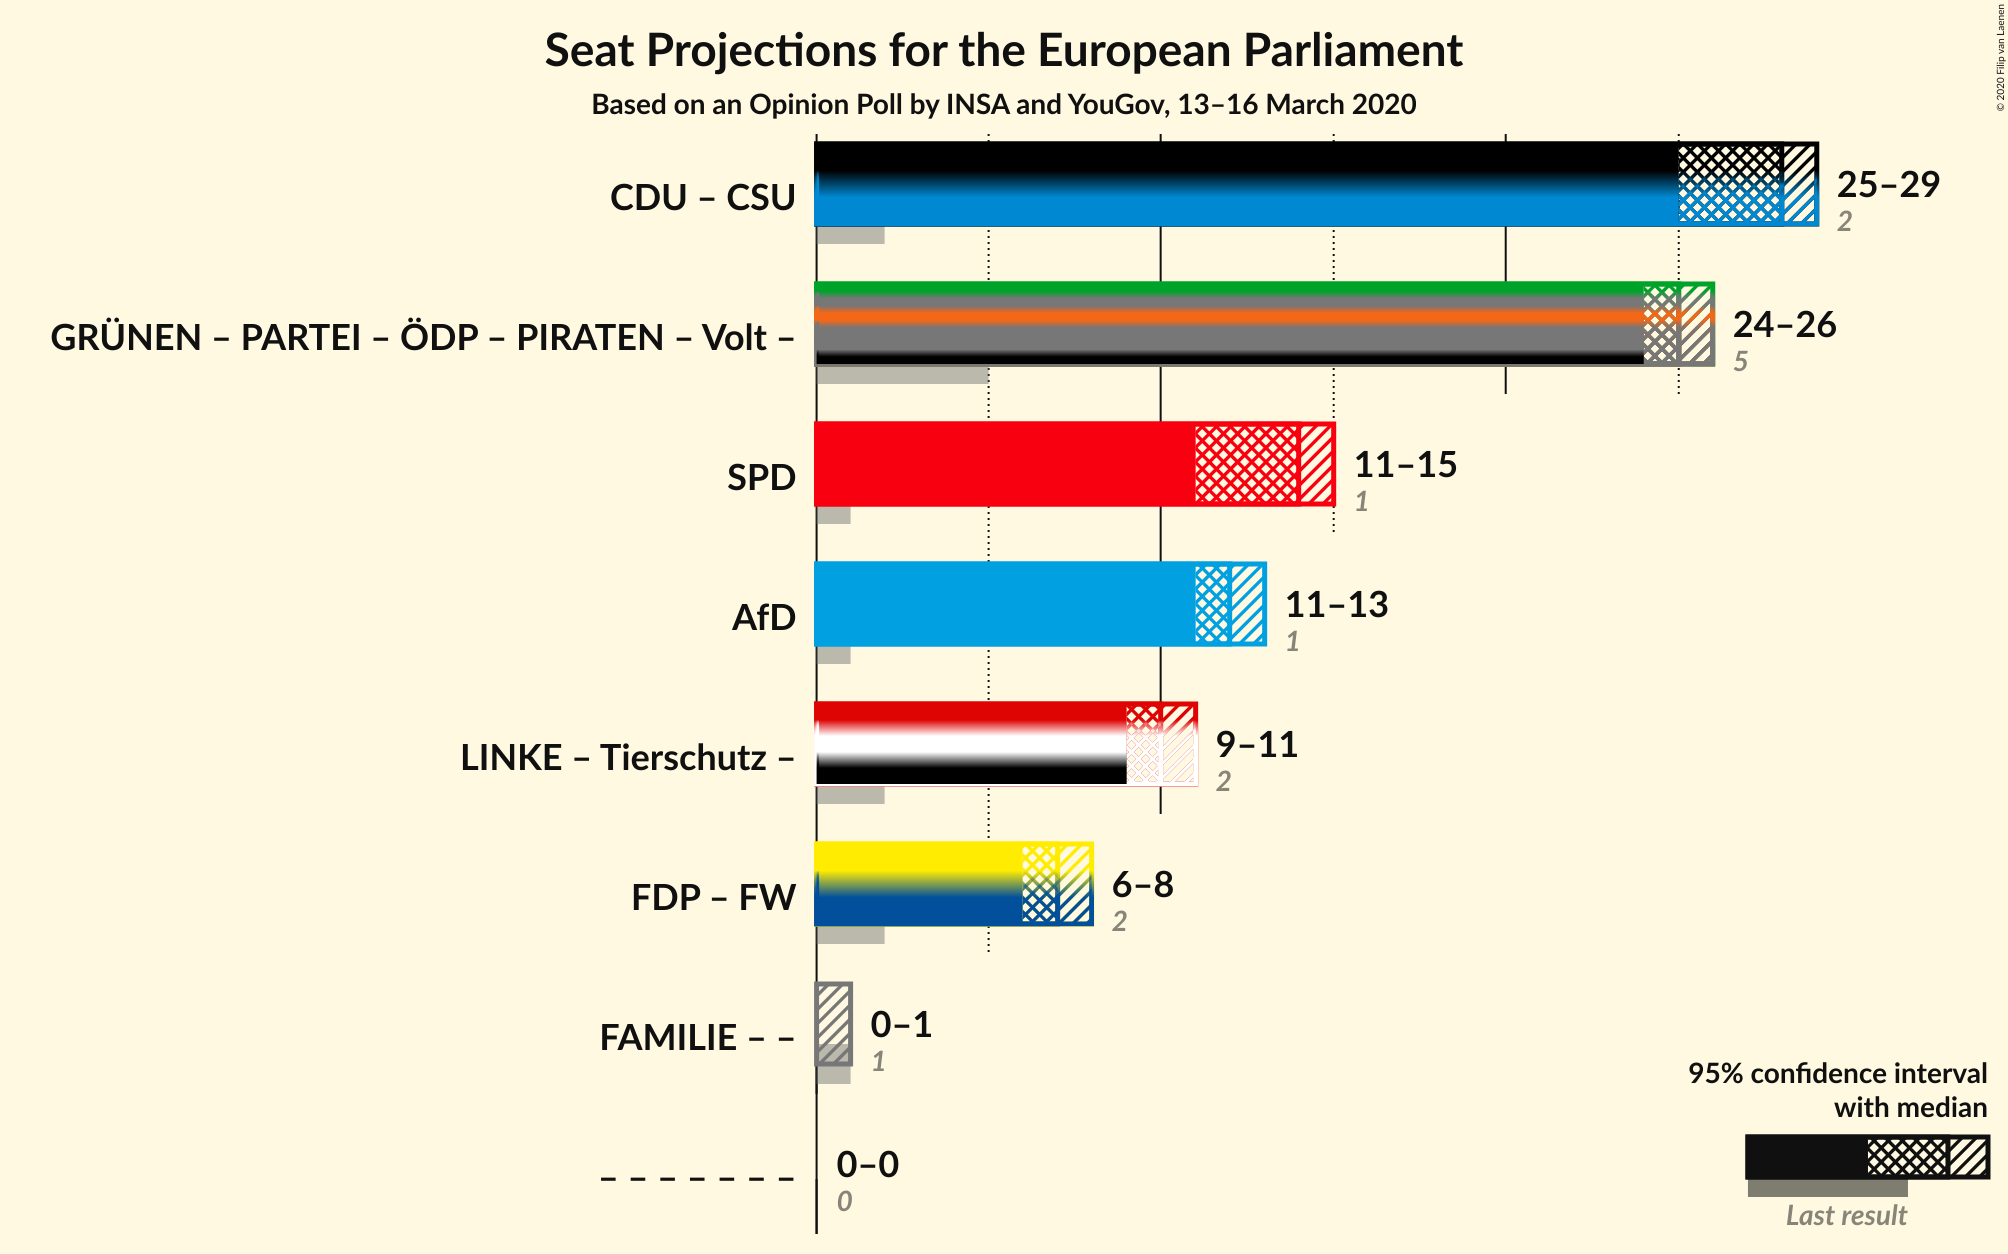 Seat Projections for the European Parliament
Based on an Opinion Poll by INSA and YouGov, 13–16 March 2020
© 2020 Filip van Laenen
CDU – CSU
25–29
2
GRÜNEN – PARTEI – ÖDP – PIRATEN – Volt –
24–26
5
SPD
11–15
1
AfD
11–13
1
LINKE – Tierschutz –
9–11
2
FDP – FW
6–8
2
FAMILIE – –
0–1
1
– – – – – – –
0–0
0
95% confidence interval
with median
Last result